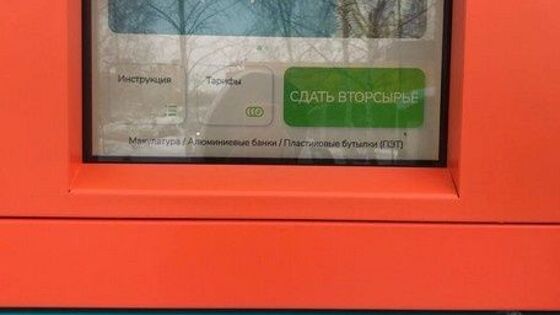 Инструкция
Тарифы
СДАТЬ ВТОРСЫРЬЕ
Макулатура / Алюминиевые банки / Пластиковые бутылки (ПЭТ)